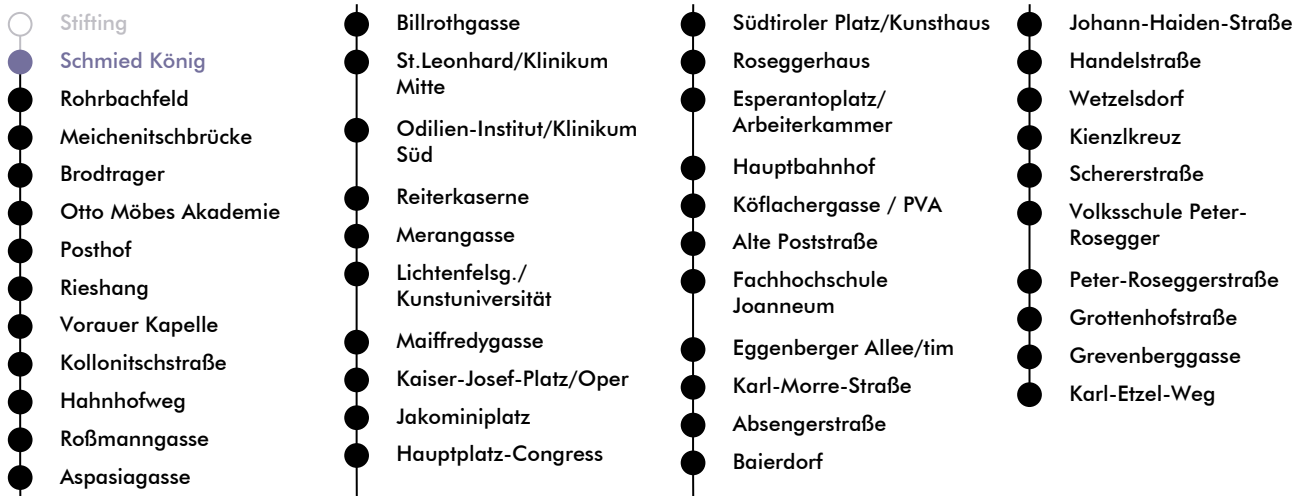 Stifting
Schmied König
Rohrbachfeld
Meichenitschbrücke
Brodtrager
Otto Möbes Akademie
Posthof
Rieshang
Vorauer Kapelle
Kollonitschstraße
Hahnhofweg
Roßmanngasse
Aspasiagasse
Billrothgasse
St.Leonhard/Klinikum
Mitte
Odilien-Institut/Klinikum
Süd
Reiterkaserne
Merangasse
Lichtenfelsg./
Kunstuniversität
Maiffredygasse
Kaiser-Josef-Platz/Oper
Jakominiplatz
Hauptplatz-Congress
Südtiroler Platz/Kunsthaus
Roseggerhaus
Esperantoplatz/
Arbeiterkammer
Hauptbahnhof
Köflachergasse / PVA
Alte Poststraße
Fachhochschule
Joanneum
Eggenberger Allee/tim
Karl-Morre-Straße
Absengerstraße
Baierdorf
Johann-Haiden-Straße
Handelstraße
Wetzelsdorf
Kienzlkreuz
Schererstraße
Volksschule Peter-
Rosegger
Peter-Roseggerstraße
Grottenhofstraße
Grevenberggasse
Karl-Etzel-Weg